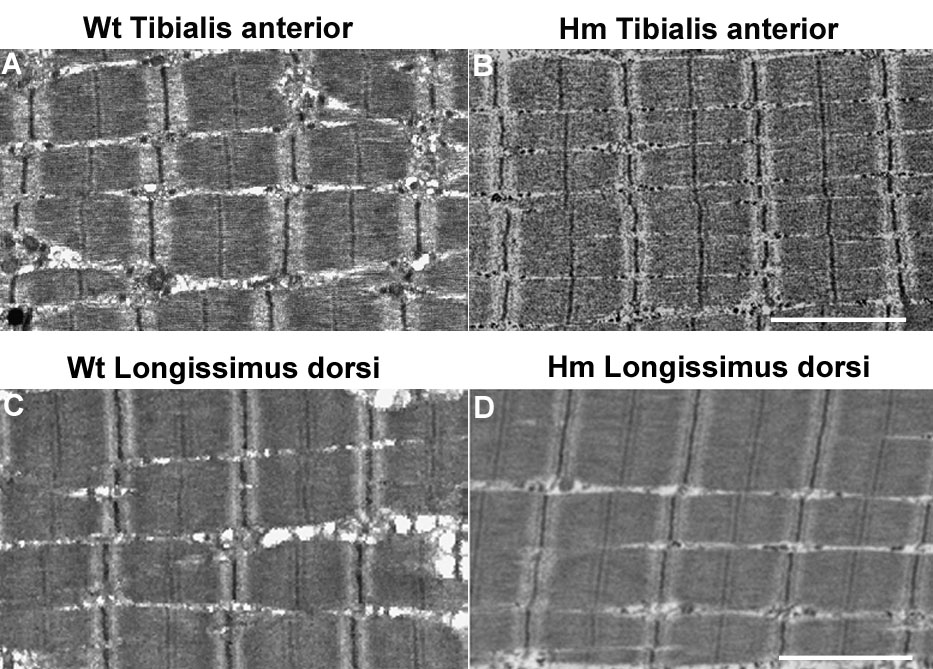 Wt Tibialis anterior
Hm Tibialis anterior
A
B
Wt Longissimus dorsi
Hm Longissimus dorsi
C
D